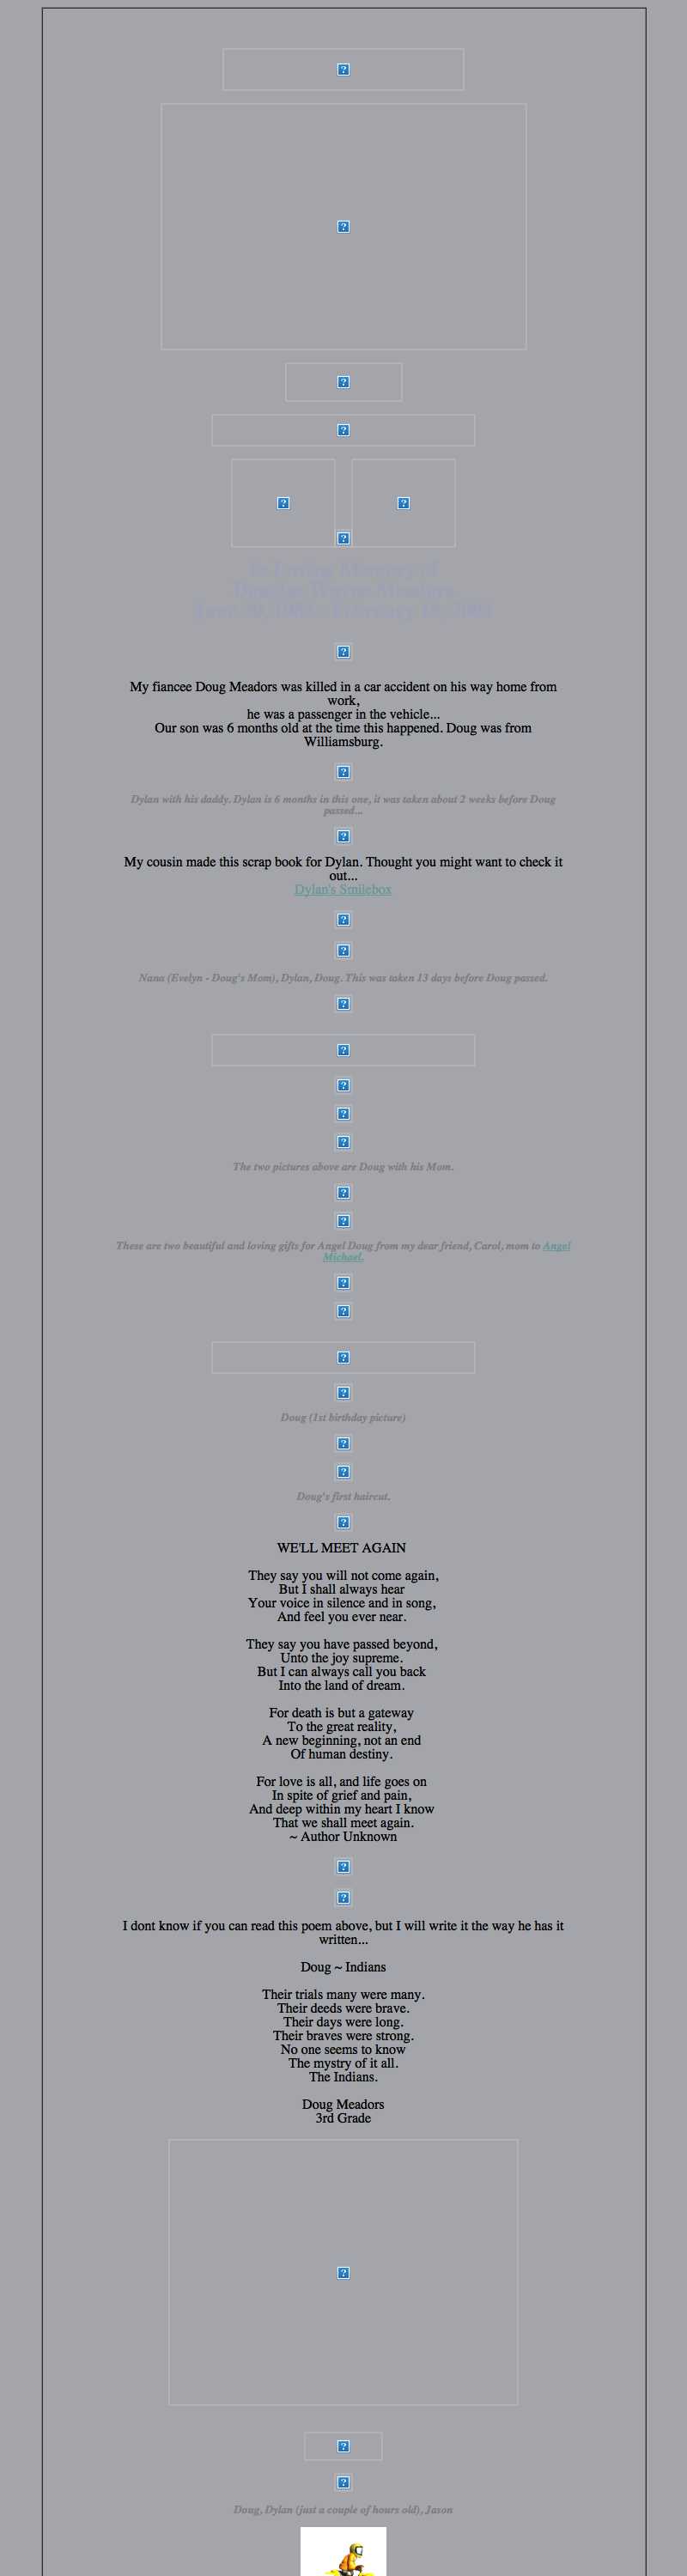 In Loving Memory of
My fiancee Doug Meadors was killed in a car accident on his way home from
work,
he was a passenger in the vehicle...
Our son was 6 months old at the time this happened. Doug was from
Williamsburg.
Dylan with his daddy. Dylan is 6 months in this one, it was taken about 2 weeks before Doug
passed...
My cousin made this scrap book for Dylan. Thought you might want to check it
out...
Dylan's Smilebox
Nana (Evelyn - Doug's Mom), Dylan, Doug. This was taken 13 days before Doug passed.
The two pictures above are Doug with his Mom.
These are two beautiful and loving gifts for Angel Doug from my dear friend, Carol, mom to Angel
Michael.
Doug (1st birthday picture)
Doug's first haircut.
WE'LL MEET AGAIN
They say you will not come again,
But I shall always hear
Your voice in silence and in song,
And feel you ever near.
They say you have passed beyond,
Unto the joy supreme.
But I can always call you back
Into the land of dream.
For death is but a gateway
To the great reality,
A new beginning, not an end
Of human destiny.
For love is all, and life goes on
In spite of grief and pain,
And deep within my heart I know
That we shall meet again.
~ Author Unknown
I dont know if you can read this poem above, but I will write it the way he has it
written...
Doug ~ Indians
Their trials many were many.
Their deeds were brave.
Their days were long.
Their braves were strong.
No one seems to know
The mystry of it all.
The Indians.
Doug Meadors
3rd Grade
Doug, Dylan (just a couple of hours old), Jason